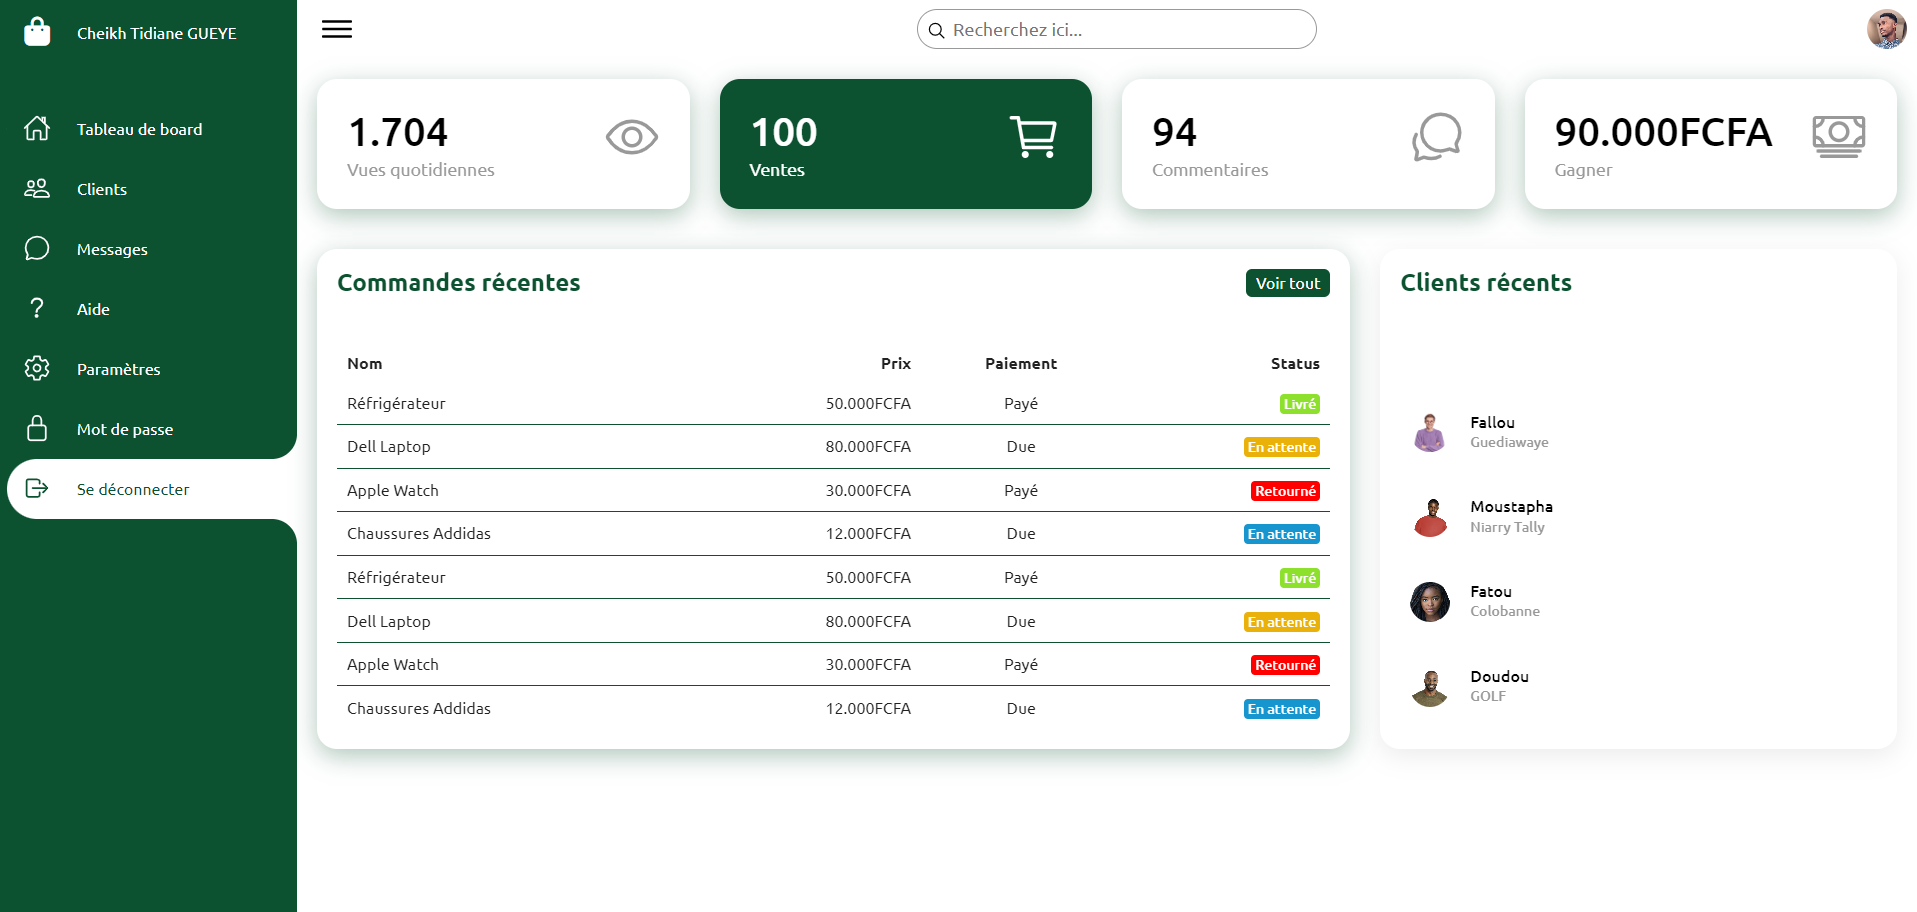 Cheikh Tidiane GUEYE
Tableau de board
Clients
Messages
Aide
Paramètres
Mot de passe
Se déconnecter
Recherchez ici...
1.704
Vues quotidiennes
100
Ventes
94
Commentaires
90.000FCFA
Gagner
Commandes récentes
Voir tout
Nom Prix Paiement Status
Réfrigérateur 50.000FCFA Payé Livré
Dell Laptop 80.000FCFA Due En attente
Apple Watch 30.000FCFA Payé Retourné
Chaussures Addidas 12.000FCFA Due En attente
Réfrigérateur 50.000FCFA Payé Livré
Dell Laptop 80.000FCFA Due En attente
Apple Watch 30.000FCFA Payé Retourné
Chaussures Addidas 12.000FCFA Due En attente
Clients récents
Fallou
Guediawaye
Moustapha
Niarry Tally
Fatou
Colobanne
Doudou
GOLF